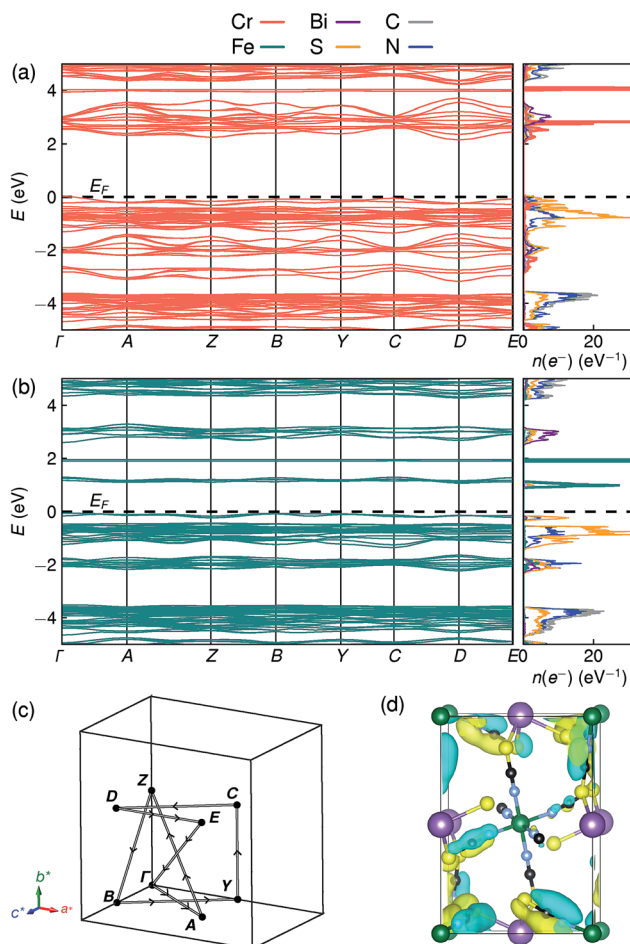 Cr Bi C
Fe S N
(a)
E (eV)
4
2
0
−2
−4
E_F
Γ A Z B Y C D E
0 20
n(e⁻) (eV⁻¹)
(b)
E (eV)
4
2
0
−2
−4
E_F
Γ A Z B Y C D E
0 20
n(e⁻) (eV⁻¹)
(c)
Z
D C
E
Γ
B Y
A
b*
c* a*
(d)